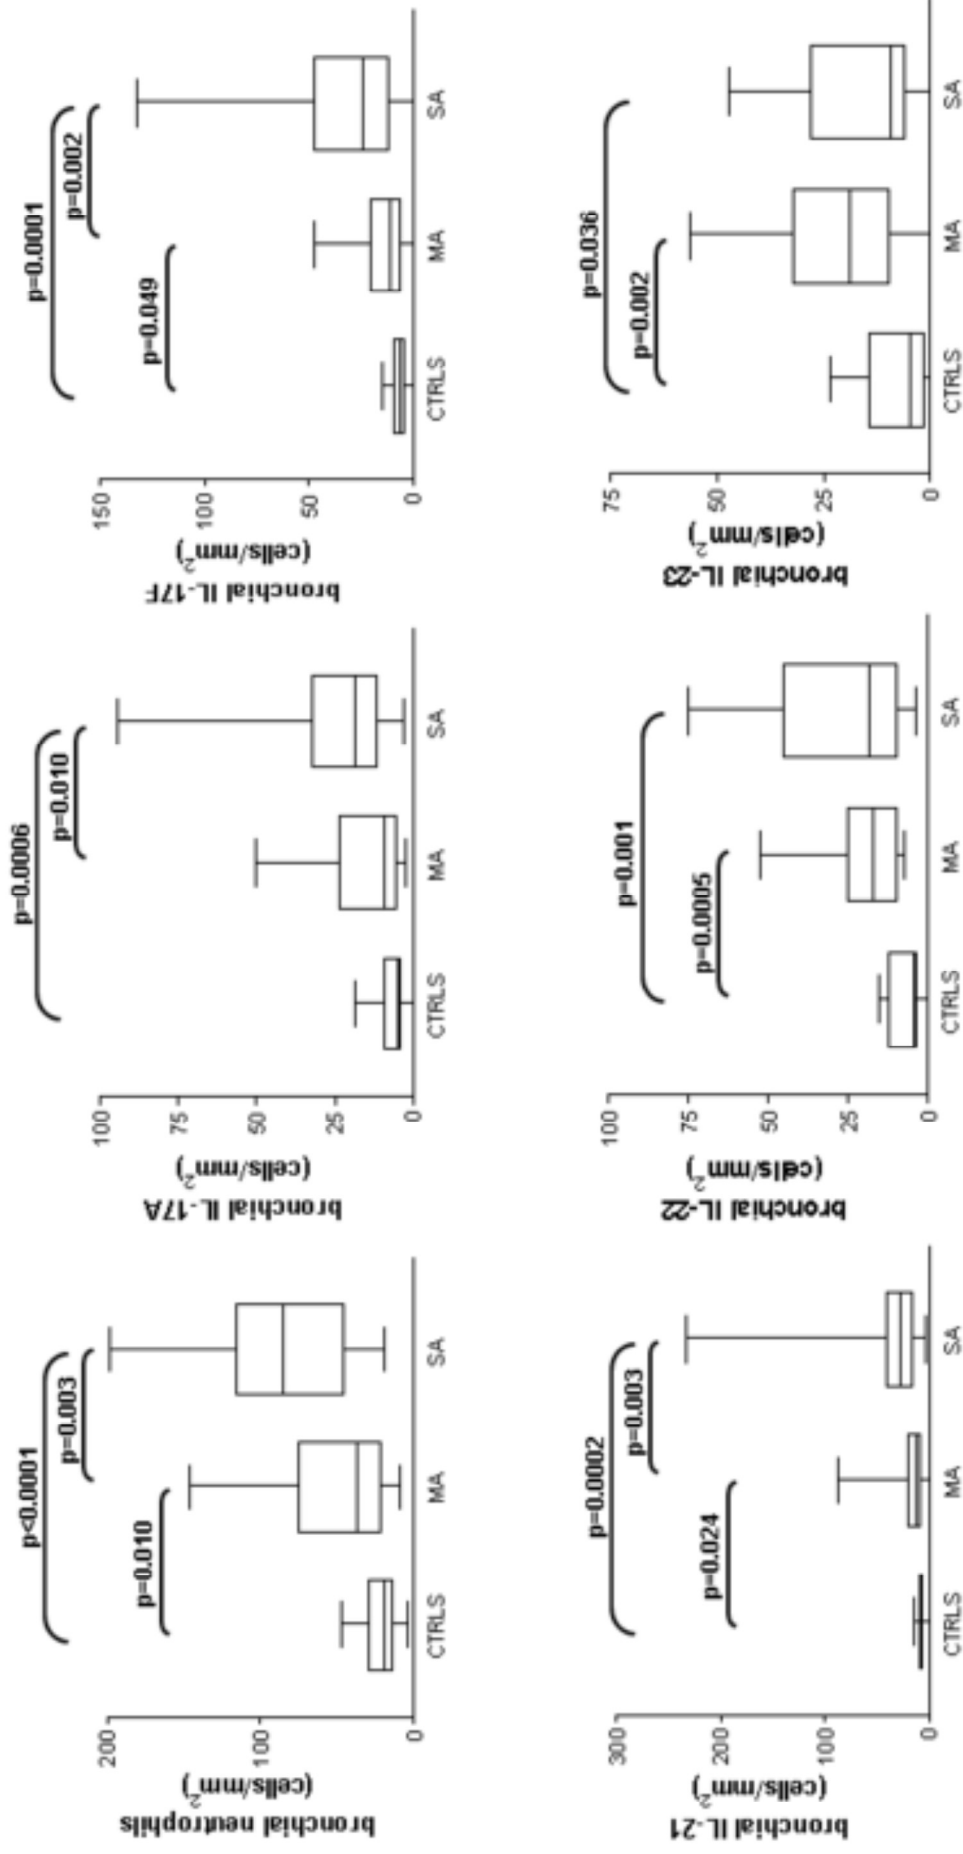 bronchial neutrophils
(cells/mm²)
200
100
0
p<0.0001
p=0.003
p=0.010
CTRLS
MA
SA
bronchial IL-17A
(cells/mm²)
100
75
50
25
0
p=0.0006
p=0.010
CTRLS
MA
SA
bronchial IL-17F
(cells/mm²)
150
100
50
0
p=0.0001
p=0.002
p=0.049
CTRLS
MA
SA
bronchial IL-21
(cells/mm²)
300
200
100
0
p=0.0002
p=0.003
p=0.024
CTRLS
MA
SA
bronchial IL-22
(cells/mm²)
100
75
50
25
0
p=0.001
p=0.0005
CTRLS
MA
SA
bronchial IL-23
(cells/mm²)
75
50
25
0
p=0.036
p=0.002
CTRLS
MA
SA